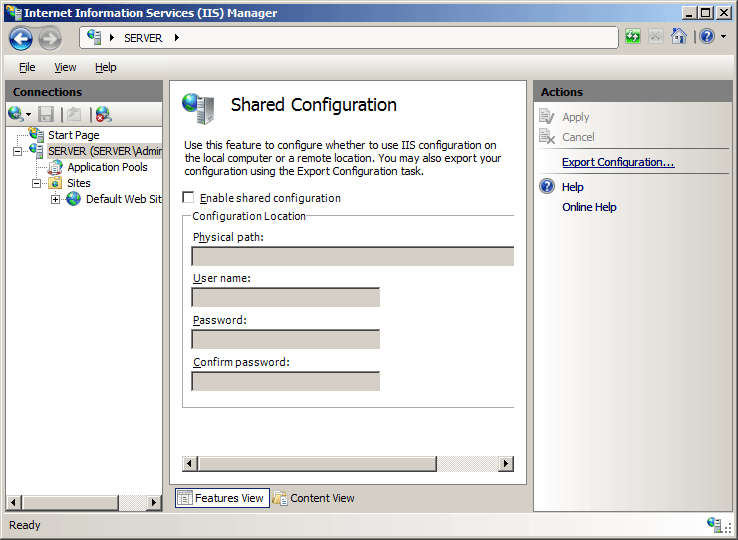 Internet Information Services (IIS) Manager
SERVER
File View Help
Connections
Start Page
SERVER (SERVER\Admin
Application Pools
Sites
Default Web Sit
Shared Configuration
Use this feature to configure whether to use IIS configuration on
the local computer or a remote location. You may also export your
configuration using the Export Configuration task.
Enable shared configuration
Configuration Location
Physical path:
User name:
Password:
Confirm password:
Features View
Content View
Actions
Apply
Cancel
Export Configuration...
Help
Online Help
Ready